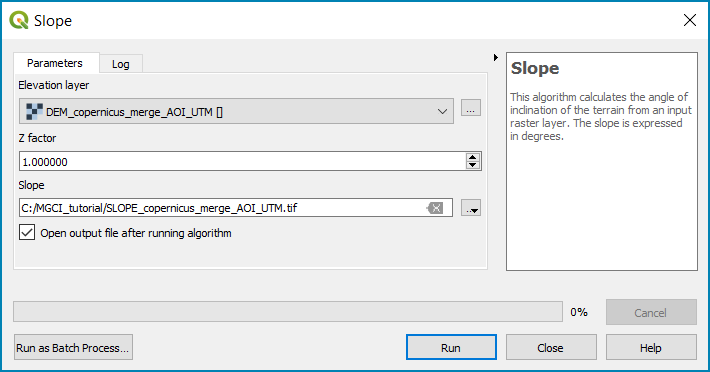 Slope
Parameters
Log
Elevation layer
DEM_copernicus_merge_AOI_UTM []
...
Z factor
1.000000
Slope
C:/MGCI_tutorial/SLOPE_copernicus_merge_AOI_UTM.tif
...
Open output file after running algorithm
Slope
This algorithm calculates the angle of
inclination of the terrain from an input
raster layer. The slope is expressed
in degrees.
0%
Cancel
Run as Batch Process...
Run
Close
Help